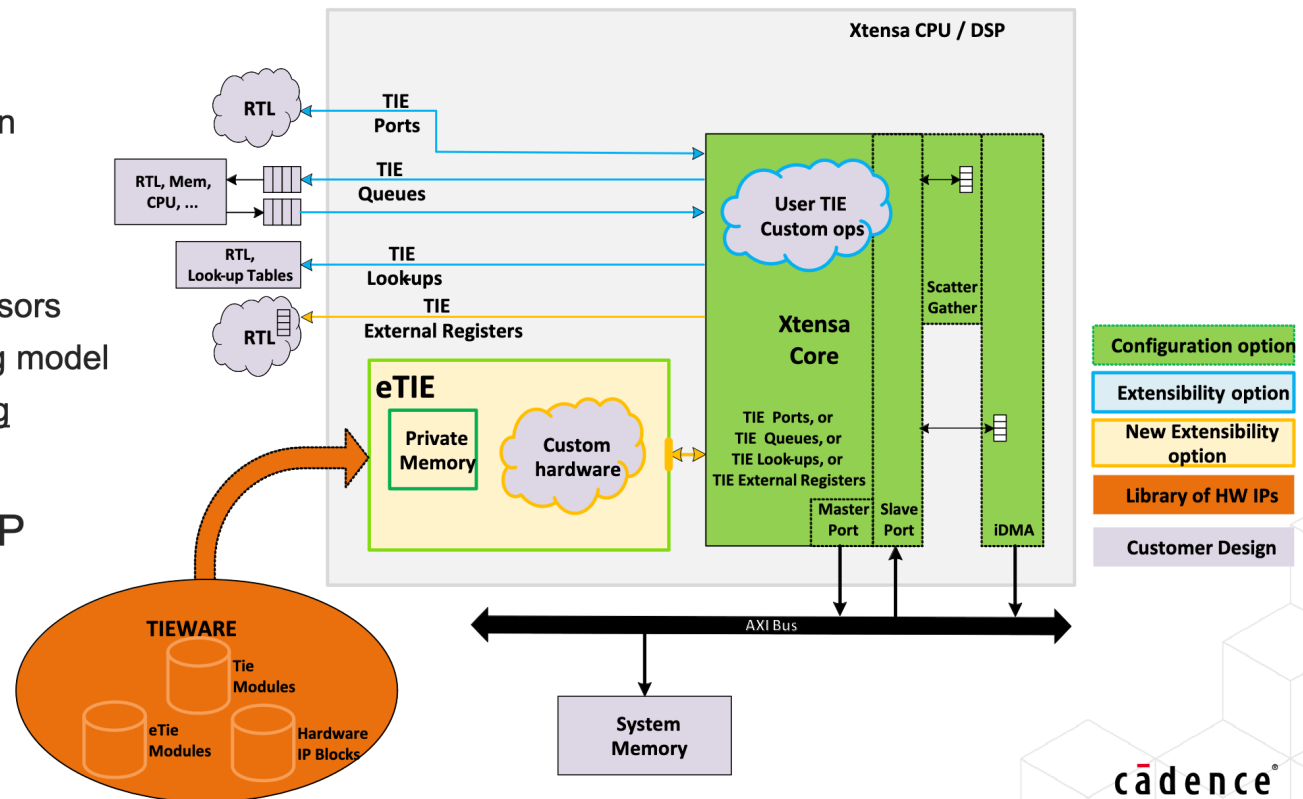 Xtensa CPU / DSP
RTL
TIE
Ports
n
RTL, Mem,
CPU, ...
TIE
Queues
User TIE
Custom ops
RTL,
Look-up Tables
TIE
Look-ups
sors
RTL
TIE
External Registers
Scatter
Gather
Xtensa
Core
g model
g
eTIE
Private
Memory
Custom
hardware
TIE Ports, or
TIE Queues, or
TIE Look-ups, or
TIE External Registers
Master
Port
Slave
Port
iDMA
Configuration option
Extensibility option
New Extensibility
option
Library of HW IPs
Customer Design
P
AXI Bus
TIEWARE
Tie
Modules
eTie
Modules
Hardware
IP Blocks
System
Memory
cādence®